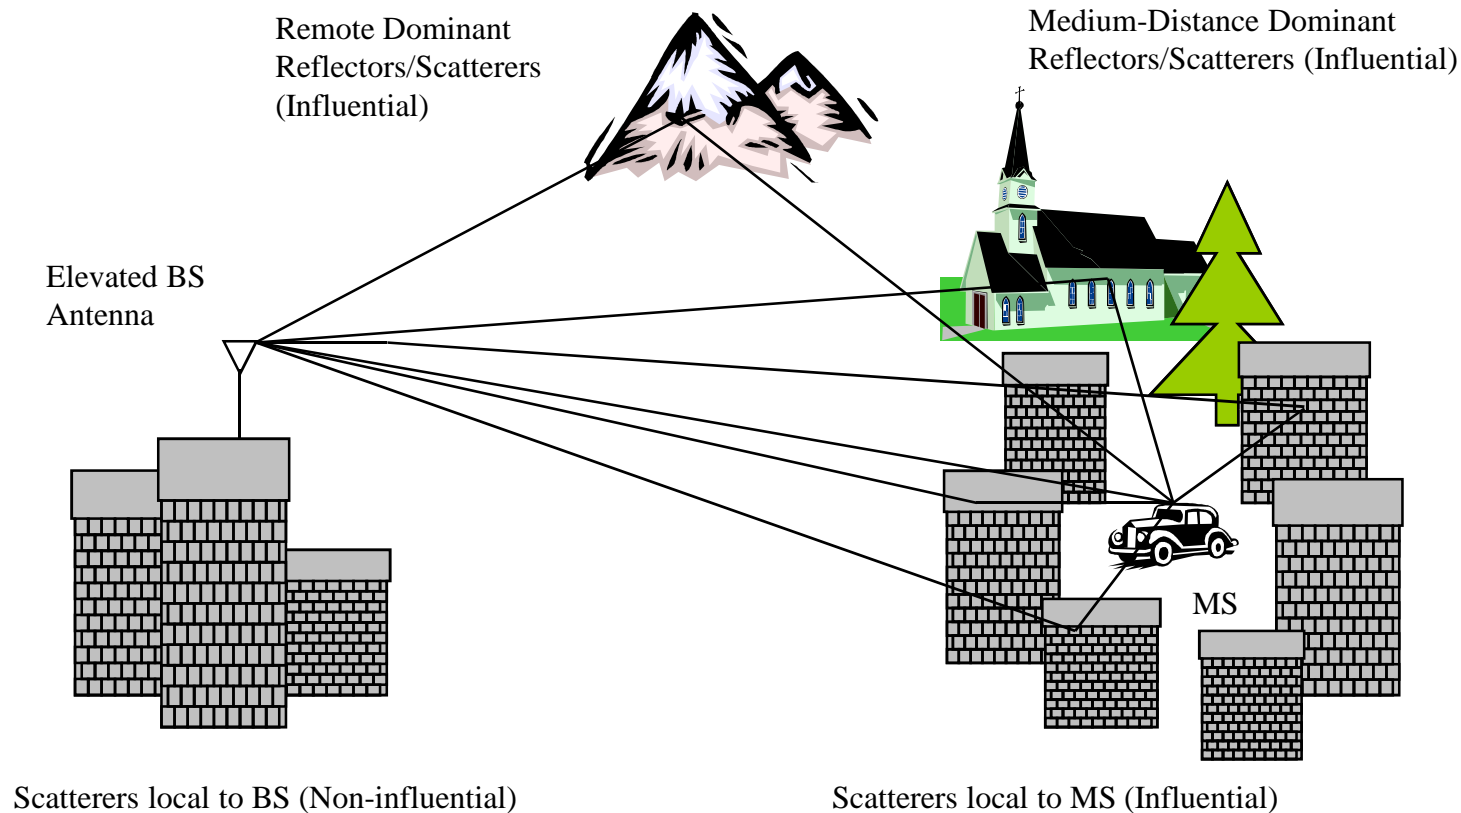 Remote Dominant
Reflectors/Scatterers
(Influential)
Medium-Distance Dominant
Reflectors/Scatterers (Influential)
Elevated BS
Antenna
MS
Scatterers local to BS (Non-influential)
Scatterers local to MS (Influential)